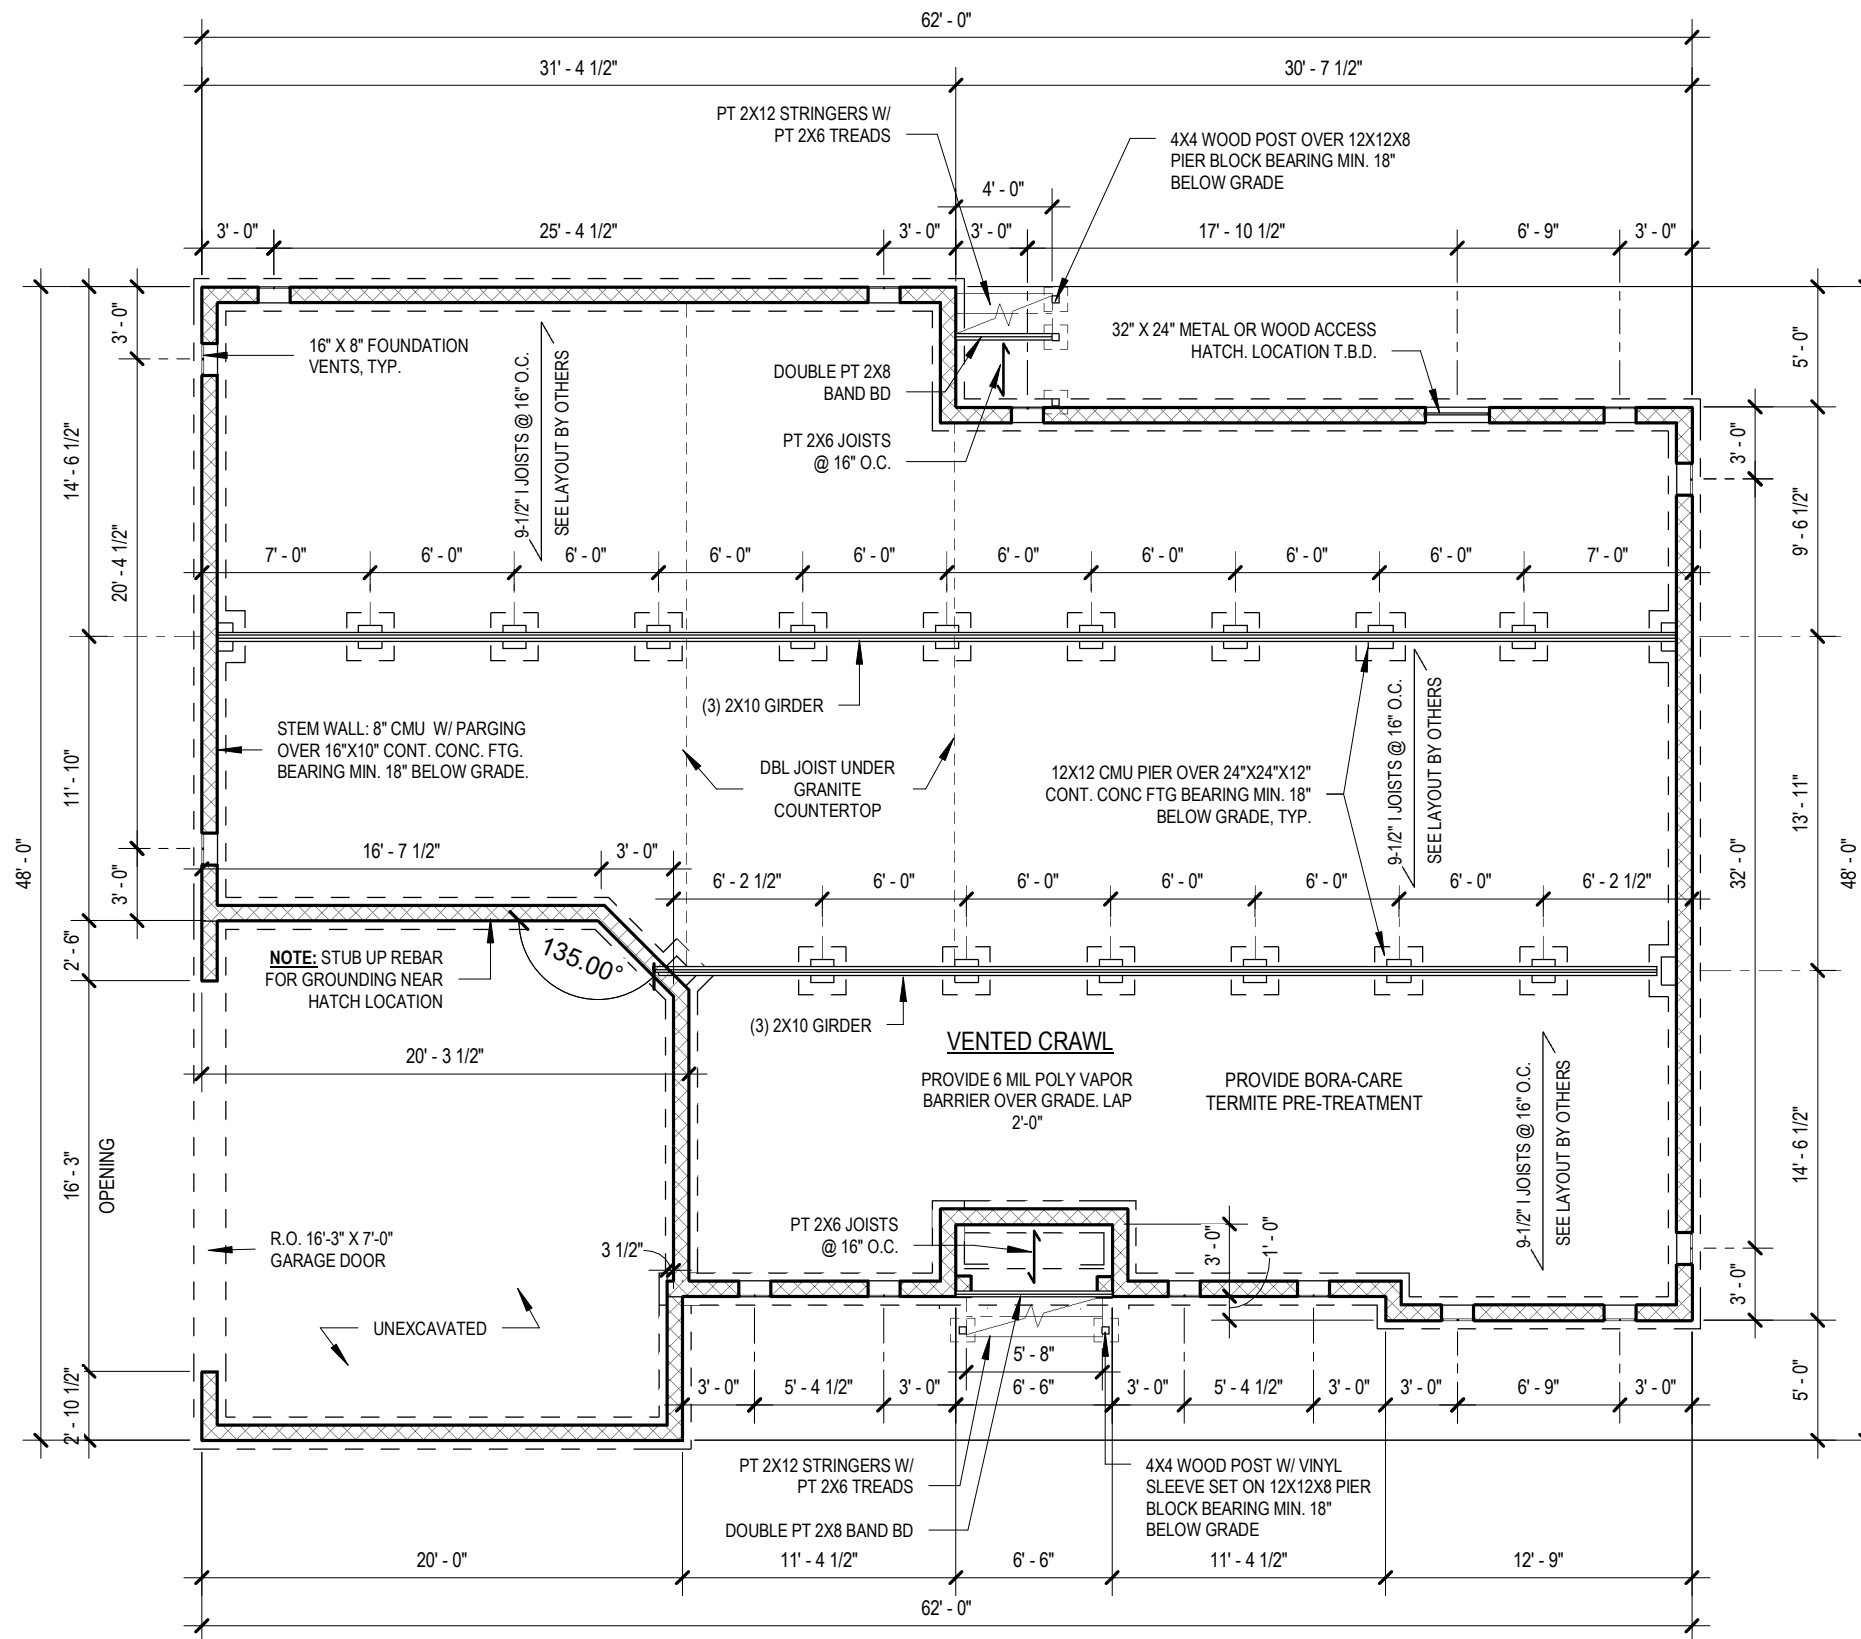 62' - 0"
31' - 4 1/2"
30' - 7 1/2"
PT 2X12 STRINGERS W/
PT 2X6 TREADS
4X4 WOOD POST OVER 12X12X8
PIER BLOCK BEARING MIN. 18"
BELOW GRADE
4' - 0"
3' - 0"
25' - 4 1/2"
3' - 0"
3' - 0"
17' - 10 1/2"
6' - 9"
3' - 0"
3' - 0"
16" X 8" FOUNDATION
VENTS, TYP.
9-1/2" I JOISTS @ 16" O.C.
SEE LAYOUT BY OTHERS
DOUBLE PT 2X8
BAND BD
PT 2X6 JOISTS
@ 16" O.C.
32" X 24" METAL OR WOOD ACCESS
HATCH. LOCATION T.B.D.
5' - 0"
3' - 0"
14' - 6 1/2"
20' - 4 1/2"
9' - 6 1/2"
7' - 0"
6' - 0"
6' - 0"
6' - 0"
6' - 0"
6' - 0"
6' - 0"
6' - 0"
6' - 0"
7' - 0"
(3) 2X10 GIRDER
STEM WALL: 8" CMU W/ PARGING
OVER 16"X10" CONT. CONC. FTG.
BEARING MIN. 18" BELOW GRADE.
DBL JOIST UNDER
GRANITE
COUNTERTOP
12X12 CMU PIER OVER 24"X24"X12"
CONT. CONC FTG BEARING MIN. 18"
BELOW GRADE, TYP.
9-1/2" I JOISTS @ 16" O.C.
SEE LAYOUT BY OTHERS
11' - 10"
13' - 11"
48' - 0"
32' - 0"
48' - 0"
16' - 7 1/2"
3' - 0"
3' - 0"
6' - 2 1/2"
6' - 0"
6' - 0"
6' - 0"
6' - 0"
6' - 0"
6' - 2 1/2"
2' - 6"
NOTE: STUB UP REBAR
FOR GROUNDING NEAR
HATCH LOCATION
135.00°
(3) 2X10 GIRDER
VENTED CRAWL
20' - 3 1/2"
PROVIDE 6 MIL POLY VAPOR
BARRIER OVER GRADE. LAP
2'-0"
PROVIDE BORA-CARE
TERMITE PRE-TREATMENT
9-1/2" I JOISTS @ 16" O.C.
SEE LAYOUT BY OTHERS
14' - 6 1/2"
16' - 3"
OPENING
R.O. 16'-3" X 7'-0"
GARAGE DOOR
3 1/2"
PT 2X6 JOISTS
@ 16" O.C.
3' - 0"
1' - 0"
3' - 0"
UNEXCAVATED
5' - 8"
3' - 0"
5' - 4 1/2"
3' - 0"
6' - 6"
3' - 0"
5' - 4 1/2"
3' - 0"
3' - 0"
6' - 9"
3' - 0"
5' - 0"
2' - 10 1/2"
PT 2X12 STRINGERS W/
PT 2X6 TREADS
DOUBLE PT 2X8 BAND BD
4X4 WOOD POST W/ VINYL
SLEEVE SET ON 12X12X8 PIER
BLOCK BEARING MIN. 18"
BELOW GRADE
20' - 0"
11' - 4 1/2"
6' - 6"
11' - 4 1/2"
12' - 9"
62' - 0"